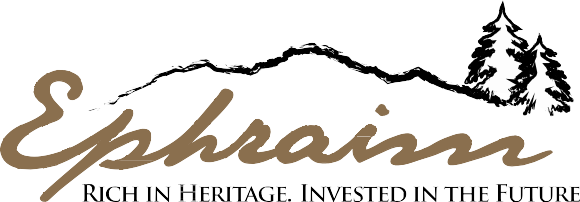 Ephraim
RICH IN HERITAGE. INVESTED IN THE FUTURE